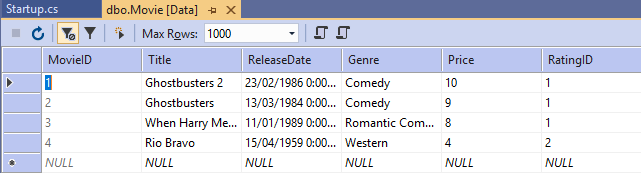 Startup.cs dbo.Movie [Data]
Max Rows: 1000
MovieID Title ReleaseDate Genre Price RatingID
1 Ghostbusters 2 23/02/1986 0:00... Comedy 10 1
2 Ghostbusters 13/03/1984 0:00... Comedy 9 1
3 When Harry Me... 11/01/1989 0:00... Romantic Com... 8 1
4 Rio Bravo 15/04/1959 0:00... Western 4 2
NULL NULL NULL NULL NULL NULL